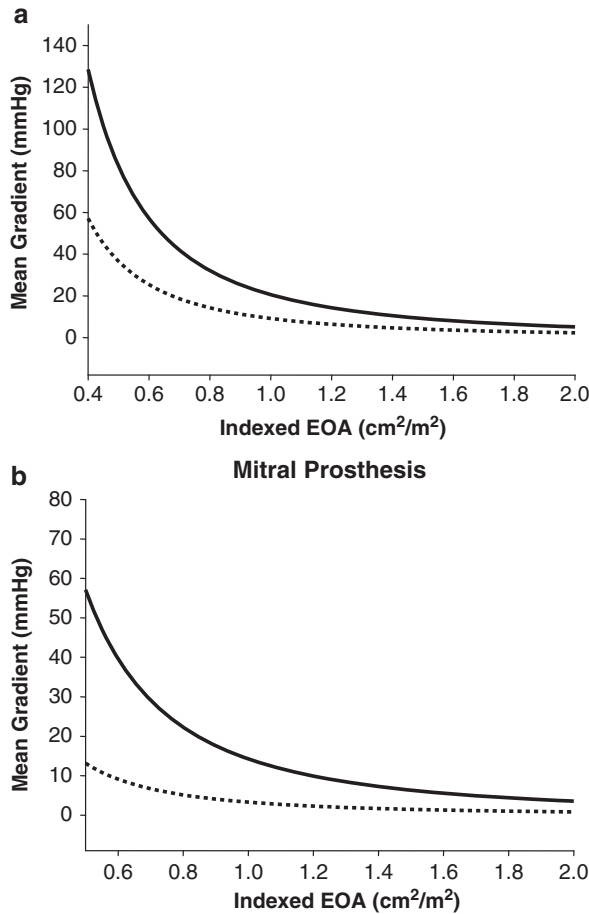 a
140
120
100
80
60
40
20
0
Mean Gradient (mmHg)
0.4 0.6 0.8 1.0 1.2 1.4 1.6 1.8 2.0
Indexed EOA (cm²/m²)
b
Mitral Prosthesis
80
70
60
50
40
30
20
10
0
Mean Gradient (mmHg)
0.6 0.8 1.0 1.2 1.4 1.6 1.8 2.0
Indexed EOA (cm²/m²)